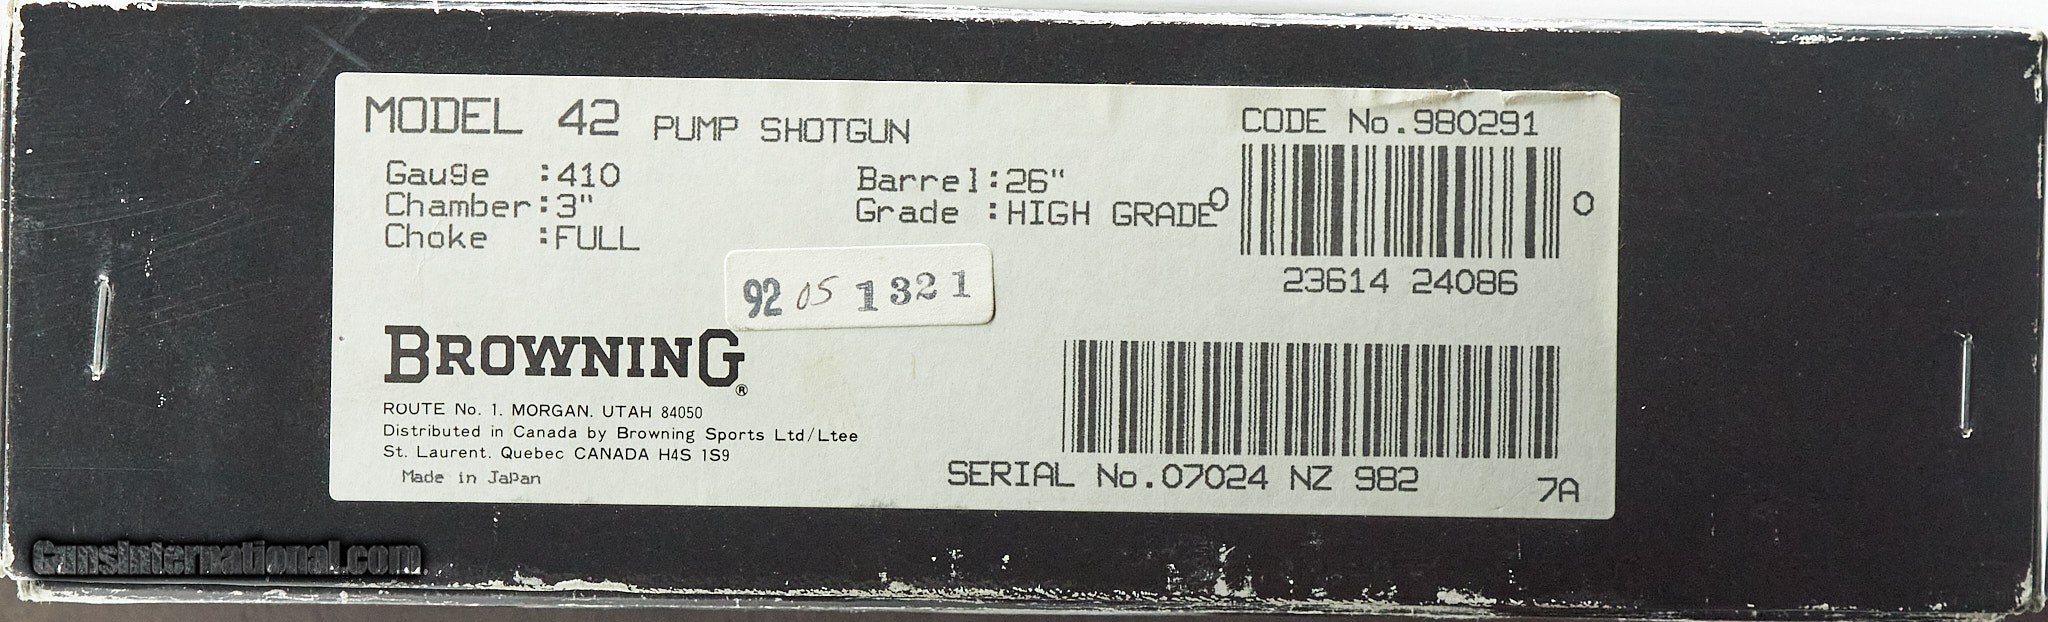 MODEL 42 PUMP SHOTGUN
Gauge :410
Chamber:3"
Choke :FULL
Barrel:26"
Grade :HIGH GRADE
CODE No.980291
0 0
23614 24086
92 05 1321
BROWNING®
ROUTE No. 1, MORGAN, UTAH 84050
Distributed in Canada by Browning Sports Ltd/Ltee
St. Laurent, Quebec CANADA H4S 1S9
Made in Japan
SERIAL No.07024 NZ 982
7A
GunsInternational.com